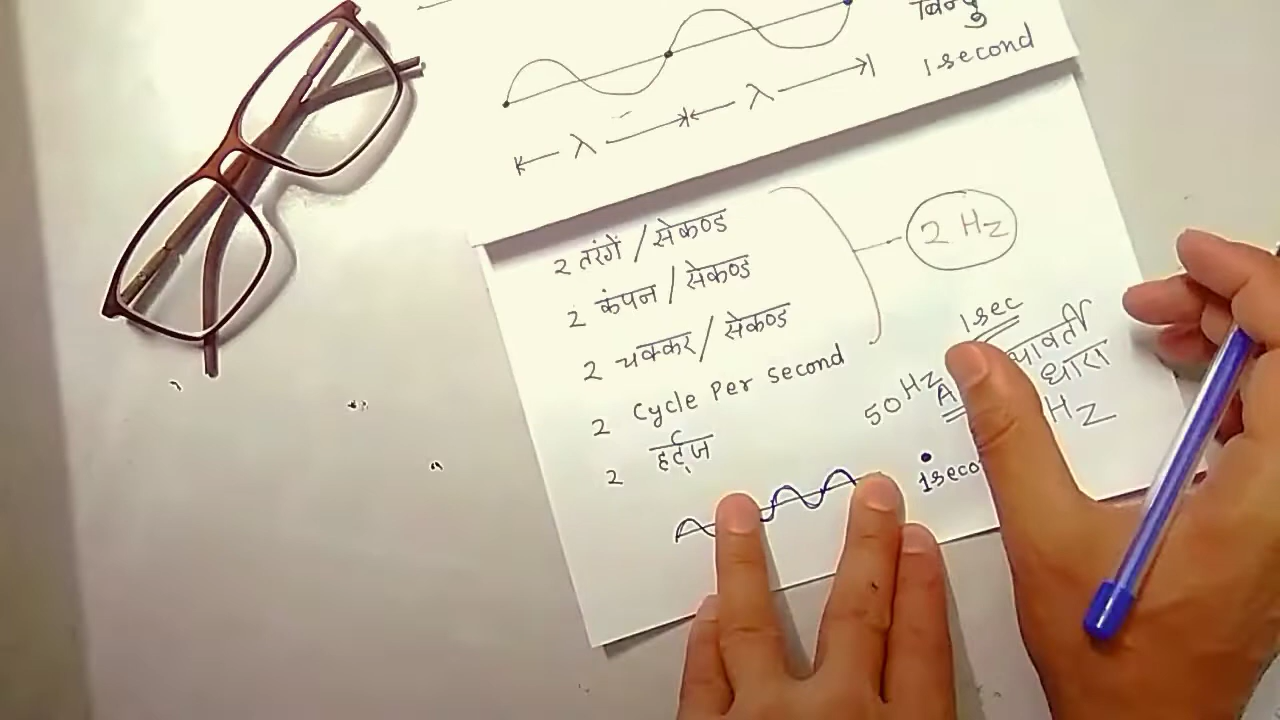 बिन्दु
1 second
λ λ
2 तरंगें / सेकण्ड
2 कंपन / सेकण्ड
2 चक्कर / सेकण्ड
2 Cycle Per second
2 हर्ट्ज
2 Hz
1 sec
धारा
50 Hz
Hz